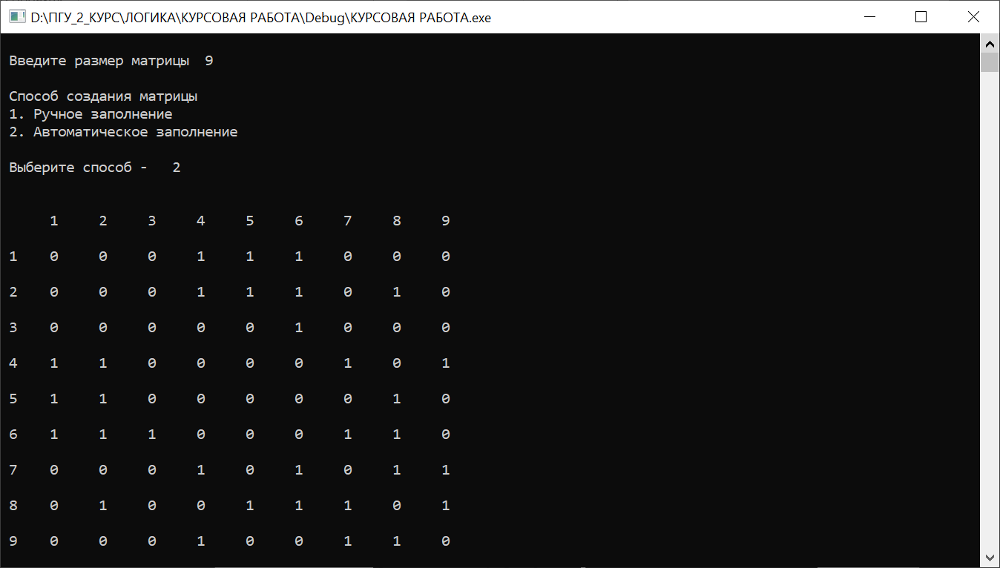 D:\ПГУ_2_КУРС\ЛОГИКА\КУРСОВАЯ РАБОТА\Debug\КУРСОВАЯ РАБОТА.exe
Введите размер матрицы  9
Способ создания матрицы
1. Ручное заполнение
2. Автоматическое заполнение
Выберите способ -   2
     1     2     3     4     5     6     7     8     9
1    0     0     0     1     1     1     0     0     0
2    0     0     0     1     1     1     0     1     0
3    0     0     0     0     0     1     0     0     0
4    1     1     0     0     0     0     1     0     1
5    1     1     0     0     0     0     0     1     0
6    1     1     1     0     0     0     1     1     0
7    0     0     0     1     0     1     0     1     1
8    0     1     0     0     1     1     1     0     1
9    0     0     0     1     0     0     1     1     0